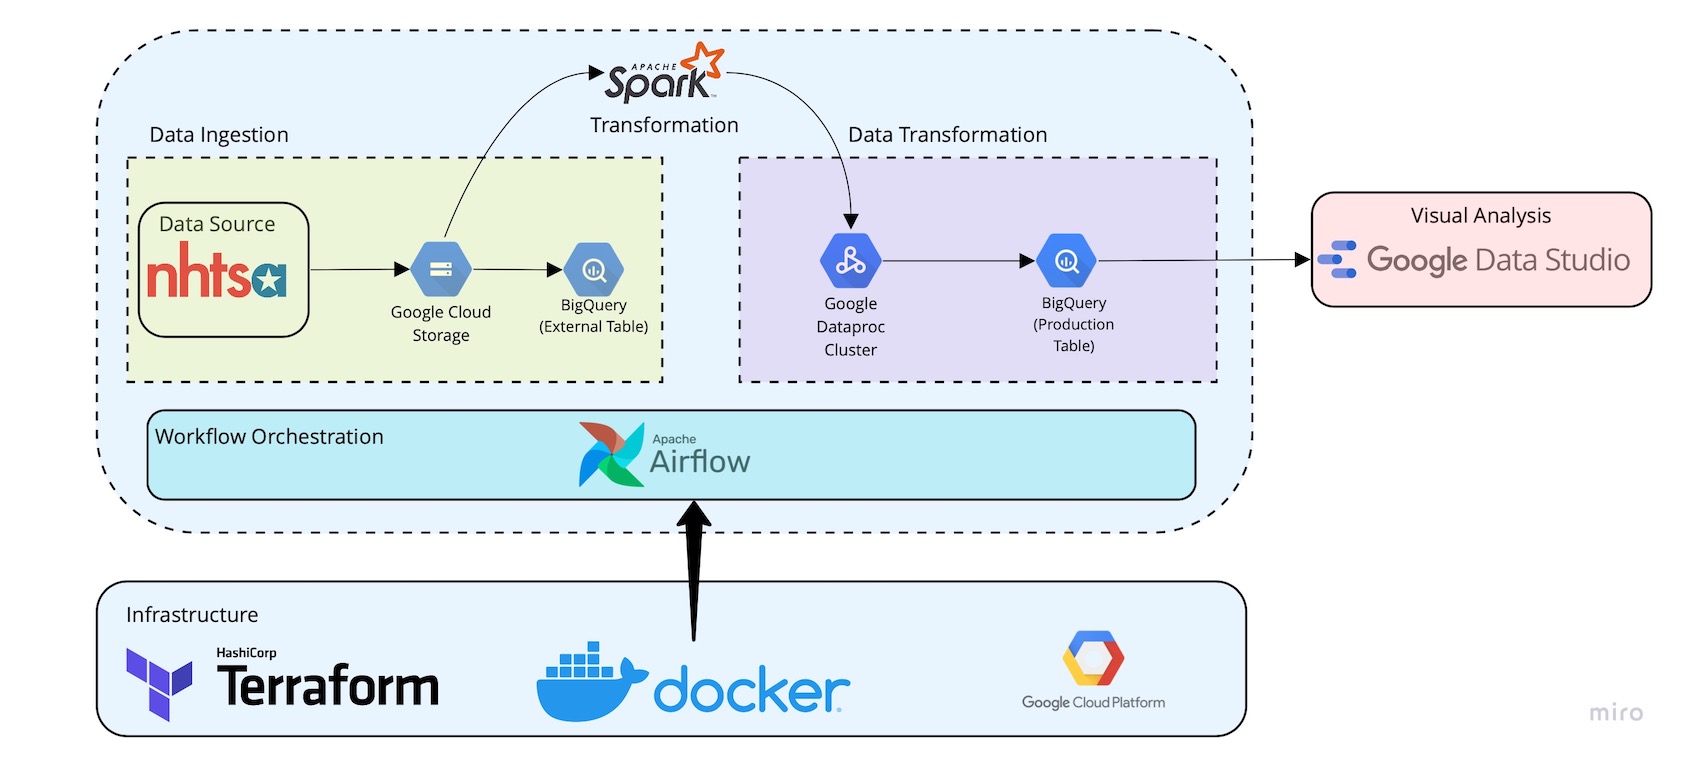 APACHE
Spark
Transformation
Data Ingestion
Data Transformation
Data Source
nhtsa
Google Cloud
Storage
BigQuery
(External Table)
Google
Dataproc
Cluster
BigQuery
(Production
Table)
Visual Analysis
Google Data Studio
Workflow Orchestration
Apache
Airflow
Infrastructure
HashiCorp
Terraform
docker
Google Cloud Platform
miro